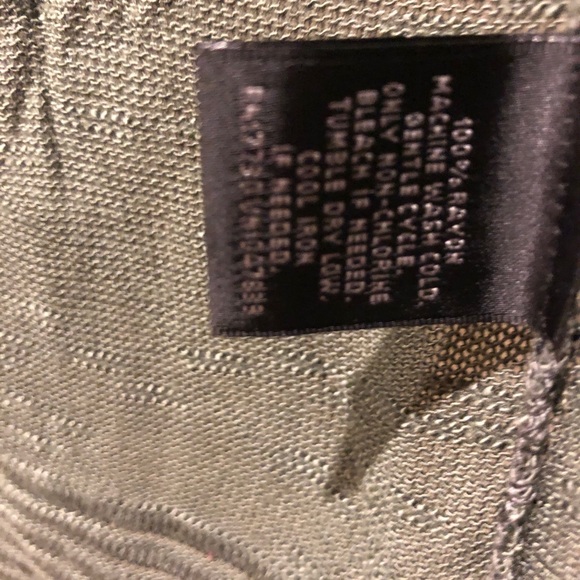 100% RAYON
MACHINE WASH COLD.
GENTLE CYCLE.
ONLY NON-CHLORINE
BLEACH IF NEEDED.
TUMBLE DRY LOW.
COOL IRON
IF NEEDED.